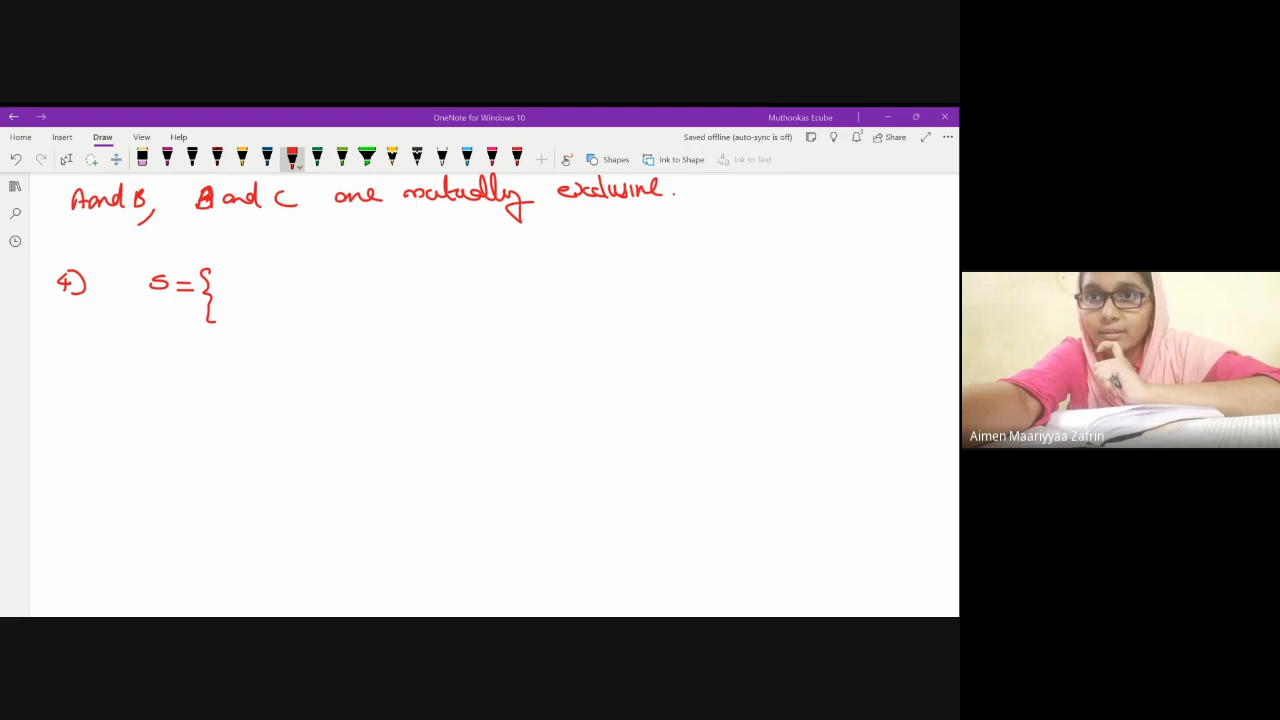 OneNote for Windows 10
Muthookas Ecube
Home Insert Draw View Help
Saved offline (auto-sync is off)
Share
Shapes
Ink to Shape
Ink to Text
A and B, B and C are mutually exclusive.
4) S = {
Aimen Maariyyaa Zafrin